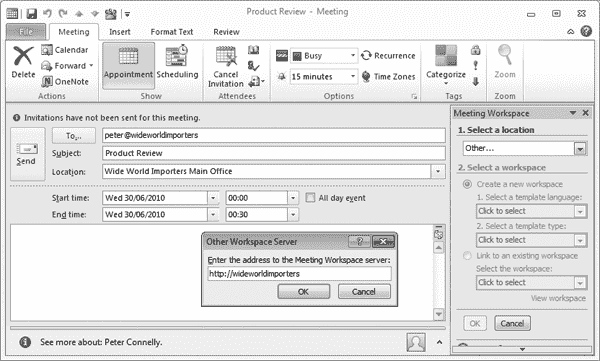 Product Review - Meeting
File Meeting Insert Format Text Review
Delete
Calendar
Forward
OneNote
Actions
Appointment Scheduling
Show
Cancel Invitation
Attendees
Busy
15 minutes
Recurrence
Time Zones
Options
Categorize
Tags
Zoom
Zoom
Invitations have not been sent for this meeting.
Send
To...
peter@wideworldimporters
Subject:
Product Review
Location:
Wide World Importers Main Office
Start time: Wed 30/06/2010 00:00 All day event
End time: Wed 30/06/2010 00:30
Other Workspace Server
Enter the address to the Meeting Workspace server:
http://wideworldimporters
OK Cancel
See more about: Peter Connelly.
Meeting Workspace
1. Select a location
Other...
2. Select a workspace
Create a new workspace
1. Select a template language:
Click to select
2. Select a template type:
Click to select
Link to an existing workspace
Select the workspace:
Click to select
View workspace
OK Cancel